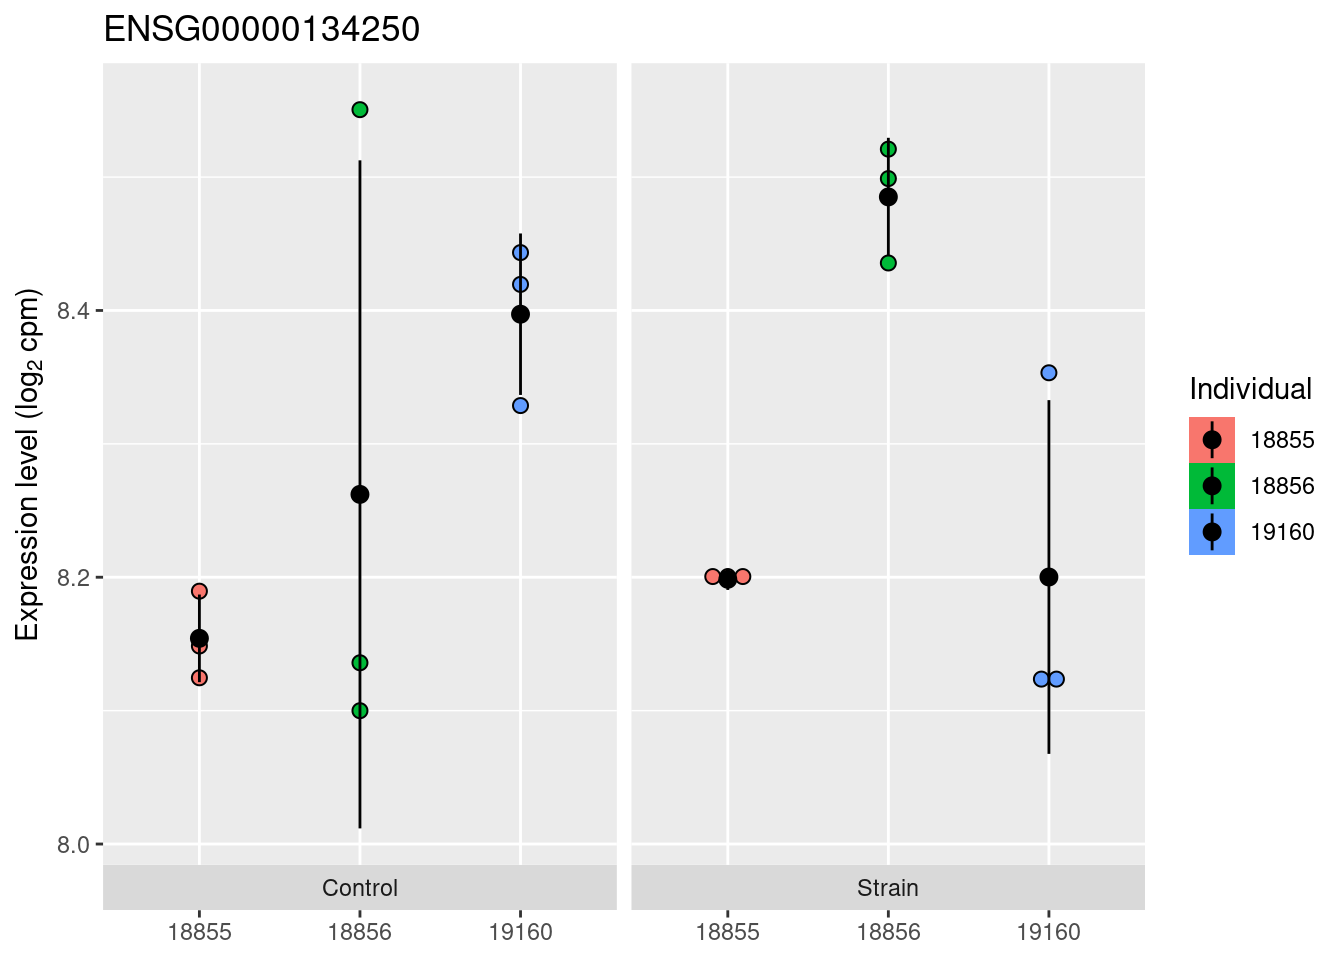 ENSG00000134250
Expression level (log₂ cpm)
8.4
8.2
8.0
Control
Strain
18855
18856
19160
18855
18856
19160
Individual
18855
18856
19160